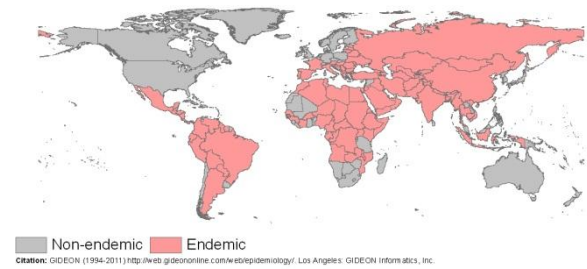 Non-endemic Endemic
Citation: GIDEON (1994-2011) http://web.gideononline.com/web/epidemiology/. Los Angeles: GIDEON Informatics, Inc.